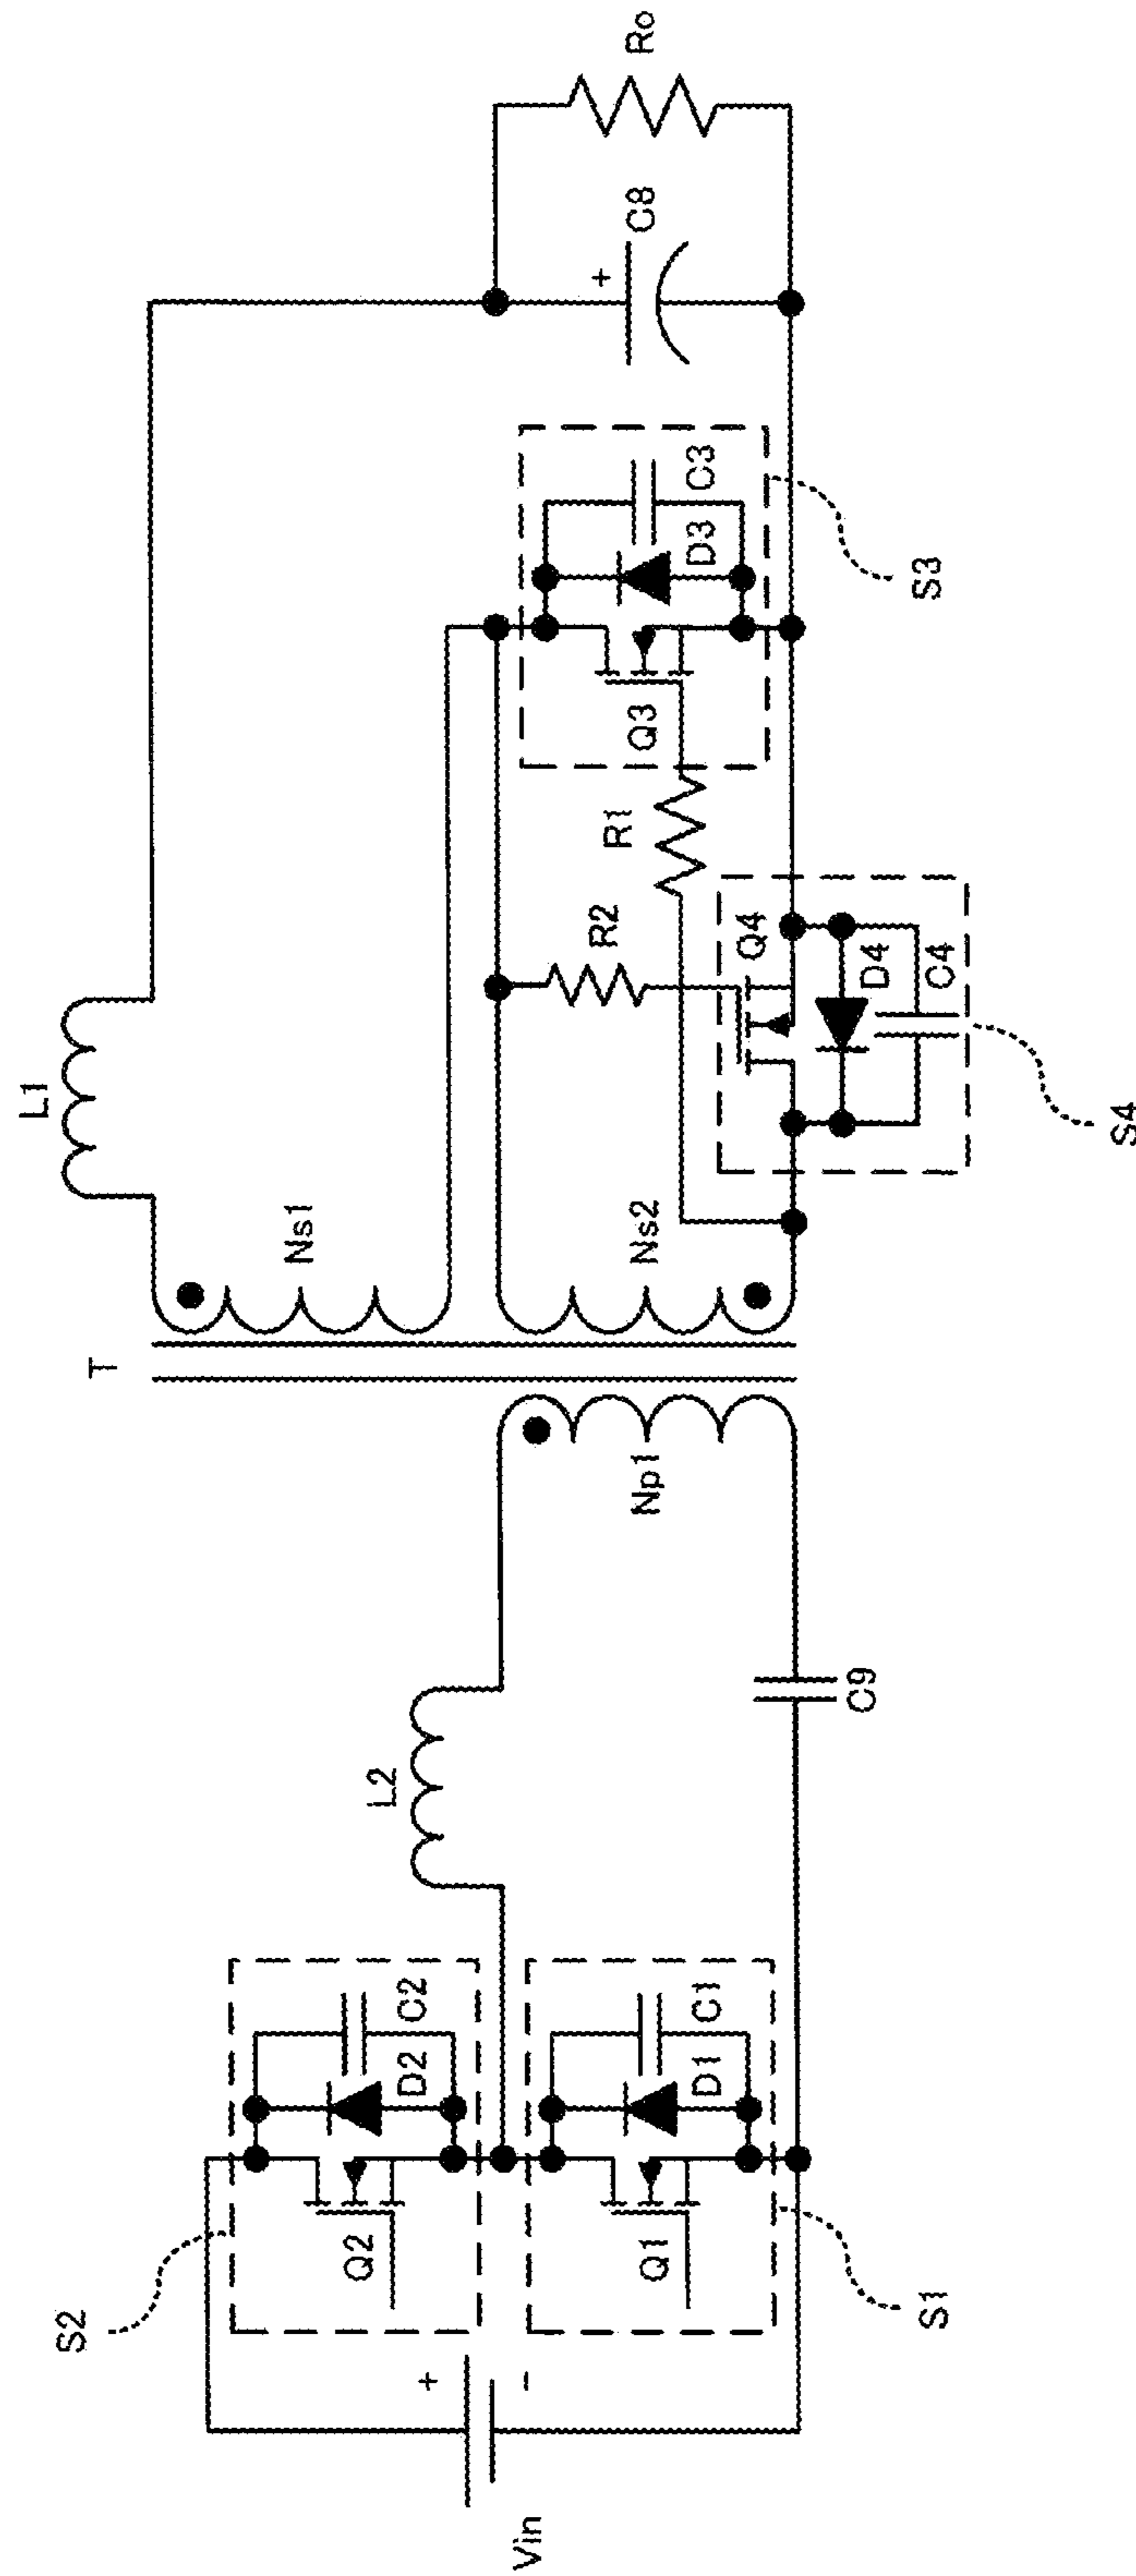 S2
Vin
+
-
Q2
D2
C2
Q1
D1
C1
S1
L2
C9
Np1
T
Ns1
Ns2
L1
R2
R1
Q4
D4
C4
S4
Q3
D3
C3
S3
+
C8
Ro